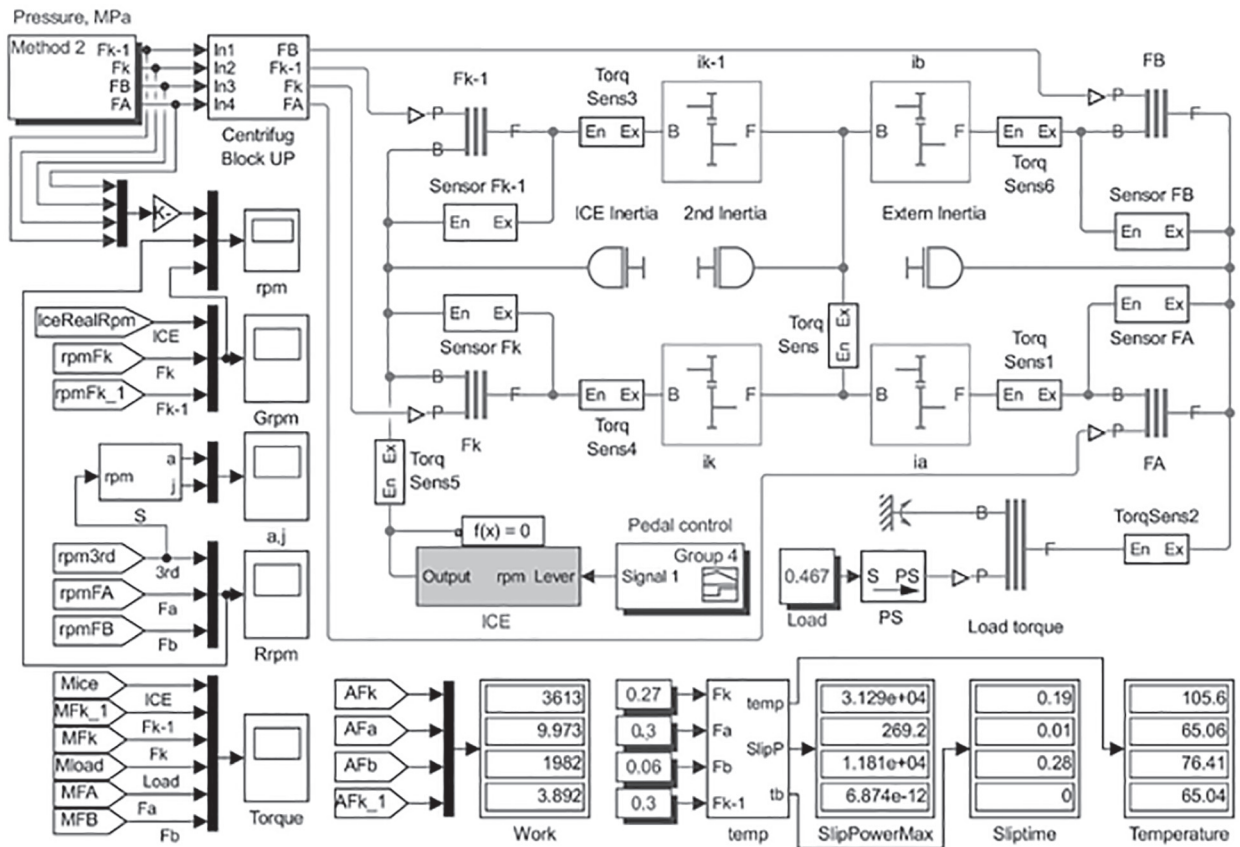 Pressure, MPa
Method 2
Fk-1
Fk
FB
FA
In1
In2
In3
In4
FB
Fk-1
Fk
FA
Centrifug
Block UP
K-
rpm
IceRealRpm
ICE
rpmFk
Fk
rpmFk_1
Fk-1
Grpm
rpm
a
j
S
a,j
rpm3rd
3rd
rpmFA
Fa
rpmFB
Fb
Rrpm
Mice
ICE
MFk_1
Fk-1
MFk
Fk
Mload
Load
MFA
Fa
MFB
Fb
Torque
Fk-1
P
B
F
Torq
Sens3
En Ex
ik-1
B F
ib
B F
En Ex
Torq
Sens6
FB
P
B
F
Sensor Fk-1
En Ex
ICE Inertia
2nd Inertia
Extern Inertia
Sensor FB
En Ex
En Ex
Sensor Fk
Torq
Sens
En Ex
Torq
Sens1
En Ex
En Ex
Sensor FA
B
P
F
Fk
En Ex
Torq
Sens4
B F
ik
B F
ia
B
P
F
FA
En Ex
Torq
Sens5
f(x) = 0
Output rpm Lever
ICE
Pedal control
Group 4
Signal 1
0.467
Load
S PS
PS
B
P
F
Load torque
TorqSens2
En Ex
AFk
AFa
AFb
AFk_1
3613
9.973
1982
3.892
Work
0.27
0.3
0.06
0.3
Fk
Fa
Fb
Fk-1
temp
SlipP
tb
temp
3.129e+04
269.2
1.181e+04
6.874e-12
SlipPowerMax
0.19
0.01
0.28
0
Sliptime
105.6
65.06
76.41
65.04
Temperature